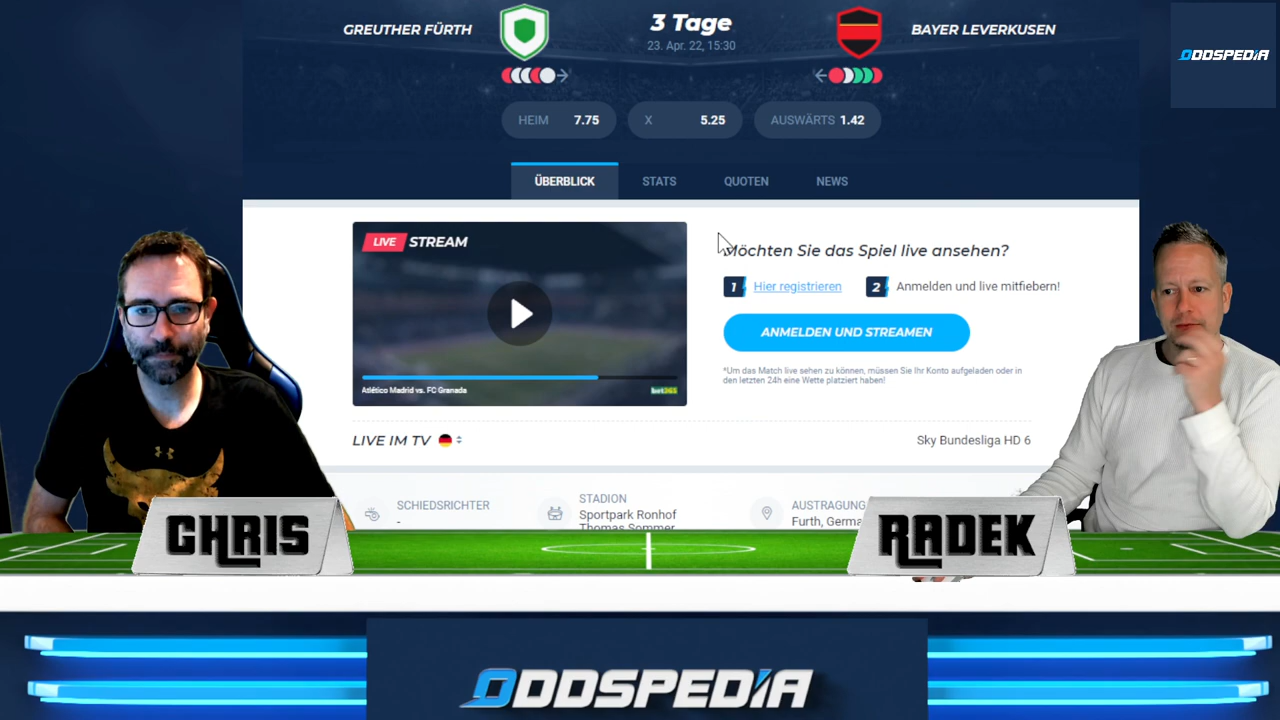 GREUTHER FÜRTH
3 Tage
23. Apr. 22, 15:30
BAYER LEVERKUSEN
ODDSPEDIA
HEIM 7.75
X 5.25
AUSWÄRTS 1.42
ÜBERBLICK
STATS
QUOTEN
NEWS
LIVE STREAM
Atlético Madrid vs. FC Granada
bet365
Möchten Sie das Spiel live ansehen?
1 Hier registrieren
2 Anmelden und live mitfiebern!
ANMELDEN UND STREAMEN
*Um das Match live sehen zu können, müssen Sie Ihr Konto aufgeladen oder in
den letzten 24h eine Wette platziert haben!
LIVE IM TV
Sky Bundesliga HD 6
SCHIEDSRICHTER
-
STADION
Sportpark Ronhof
Thomas Sommer
AUSTRAGUNG
Furth, Germa
CHRIS
RADEK
ODDSPEDIA